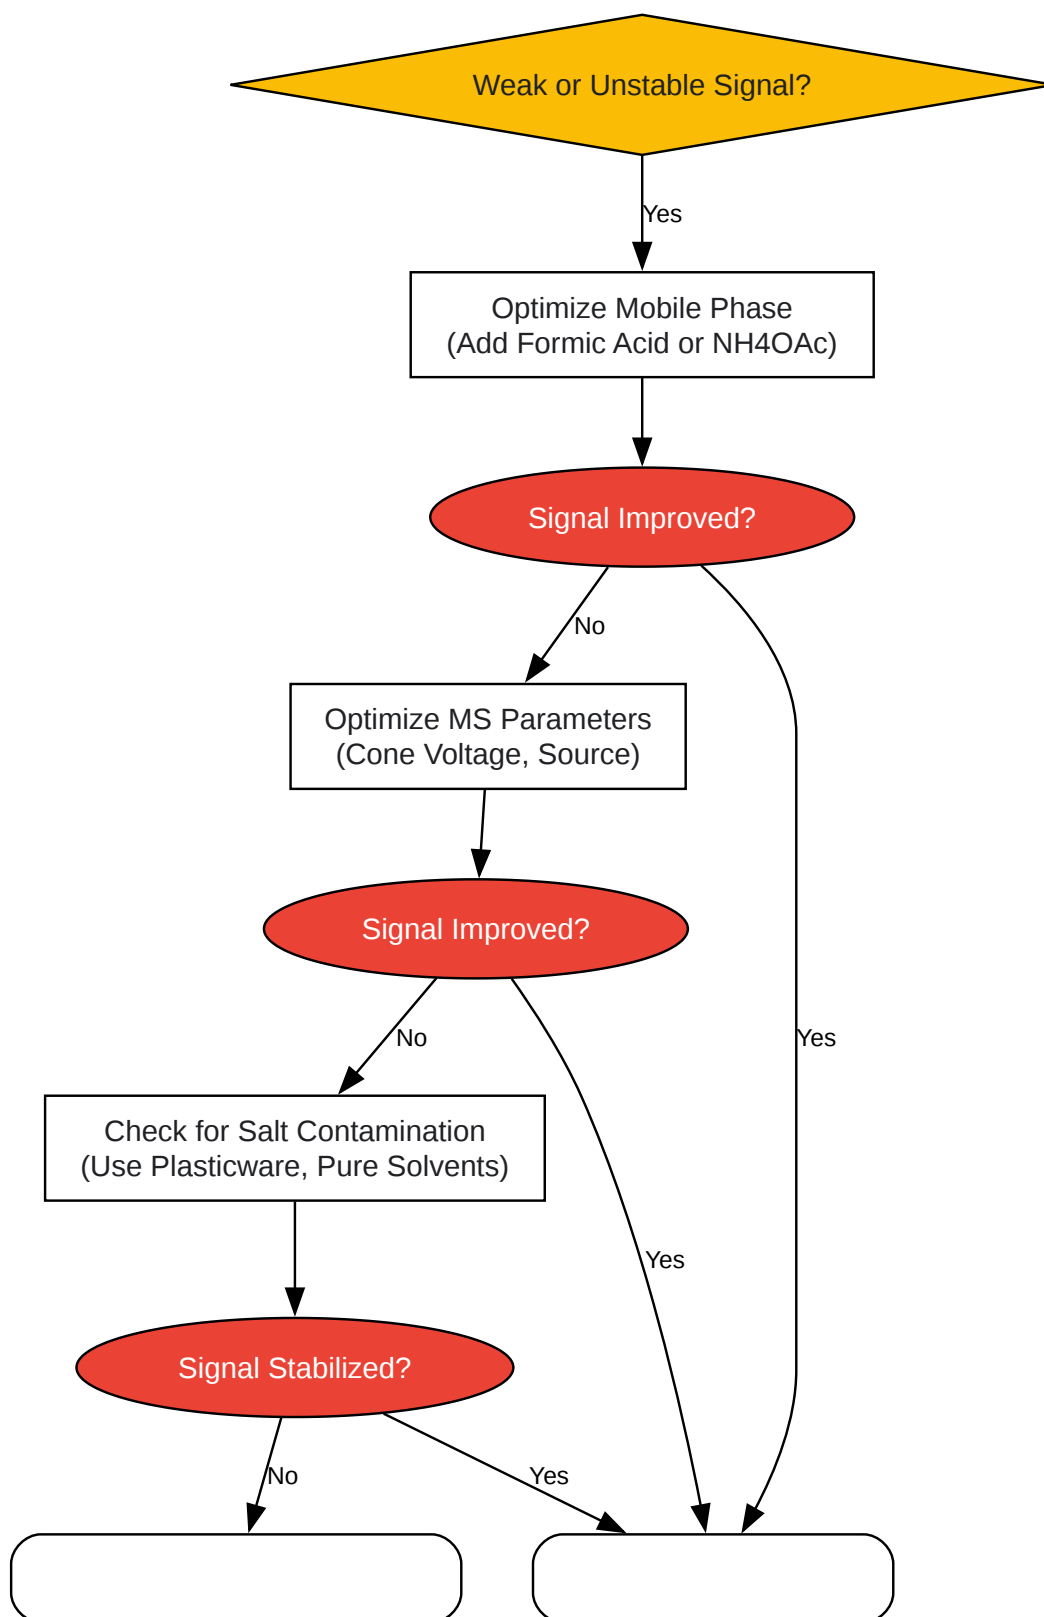 Weak or Unstable Signal?
Yes
Optimize Mobile Phase
(Add Formic Acid or NH4OAc)
Signal Improved?
No
Optimize MS Parameters
(Cone Voltage, Source)
Signal Improved?
No
Yes
Check for Salt Contamination
(Use Plasticware, Pure Solvents)
Yes
Signal Stabilized?
No
Yes